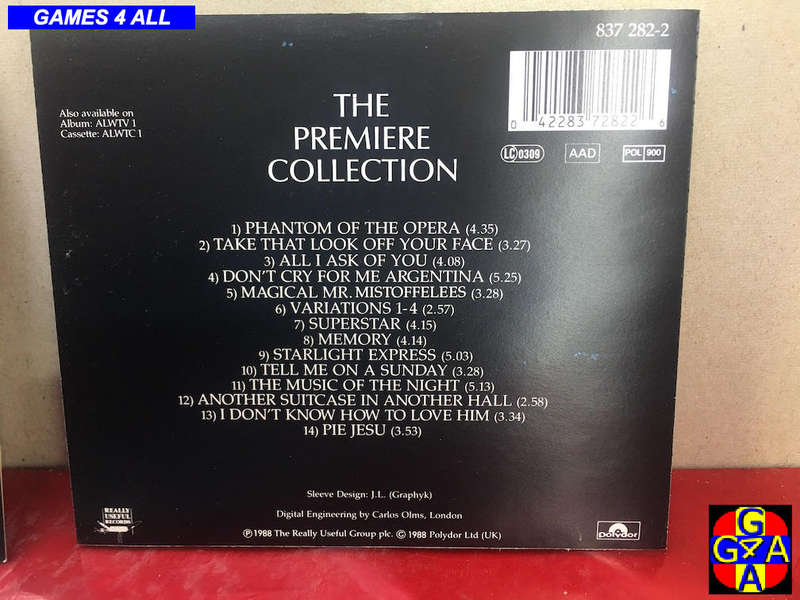 GAMES 4 ALL
837 282-2
Also available on
Album: ALWTV 1
Cassette: ALWTC 1
0 42283 72822 6
LC 0309
AAD
POL 900
THE
PREMIERE
COLLECTION
1) PHANTOM OF THE OPERA (4.35)
2) TAKE THAT LOOK OFF YOUR FACE (3.27)
3) ALL I ASK OF YOU (4.08)
4) DON'T CRY FOR ME ARGENTINA (5.25)
5) MAGICAL MR. MISTOFFELEES (3.28)
6) VARIATIONS 1-4 (2.57)
7) SUPERSTAR (4.15)
8) MEMORY (4.14)
9) STARLIGHT EXPRESS (5.03)
10) TELL ME ON A SUNDAY (3.28)
11) THE MUSIC OF THE NIGHT (5.13)
12) ANOTHER SUITCASE IN ANOTHER HALL (2.58)
13) I DON'T KNOW HOW TO LOVE HIM (3.34)
14) PIE JESU (3.53)
Sleeve Design: J.L. (Graphyk)
Digital Engineering by Carlos Olms, London
℗ 1988 The Really Useful Group plc. © 1988 Polydor Ltd (UK)
REALLY
USEFUL
RECORDS
Polydor
G
G4A
A